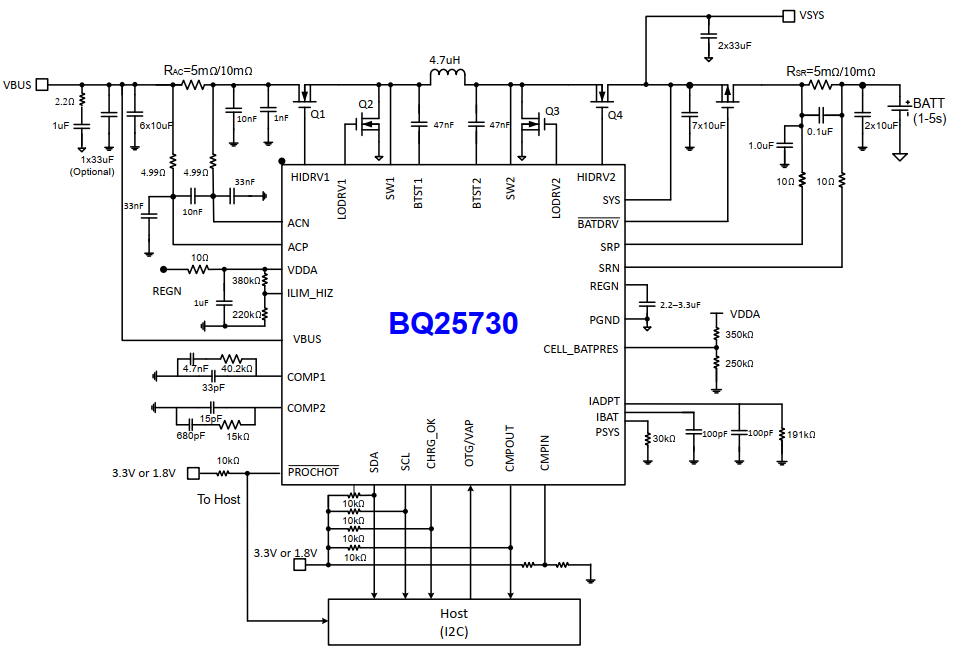 VSYS
2x33uF
4.7uH
RAC=5mΩ/10mΩ
RSR=5mΩ/10mΩ
VBUS
2.2Ω
1uF
6x10uF
1x33uF
(Optional)
10nF
1nF
Q1
Q2
47nF
47nF
Q3
Q4
7x10uF
1.0uF
0.1uF
2x10uF
+
BATT
-
(1-5s)
4.99Ω
4.99Ω
33nF
33nF
10nF
10Ω
10Ω
HIDRV1
LODRV1
SW1
BTST1
BTST2
SW2
LODRV2
HIDRV2
SYS
BATDRV
ACN
ACP
SRP
SRN
10Ω
REGN
VDDA
380kΩ
ILIM_HIZ
1uF
220kΩ
REGN
2.2–3.3uF
PGND
VDDA
350kΩ
BQ25730
VBUS
CELL_BATPRES
250kΩ
4.7nF
40.2kΩ
33pF
COMP1
15pF
COMP2
680pF
15kΩ
IADPT
IBAT
PSYS
30kΩ
100pF
100pF
191kΩ
3.3V or 1.8V
10kΩ
PROCHOT
To Host
SDA
SCL
CHRG_OK
OTG/VAP
CMPOUT
CMPIN
10kΩ
10kΩ
10kΩ
10kΩ
3.3V or 1.8V
Host
(I2C)